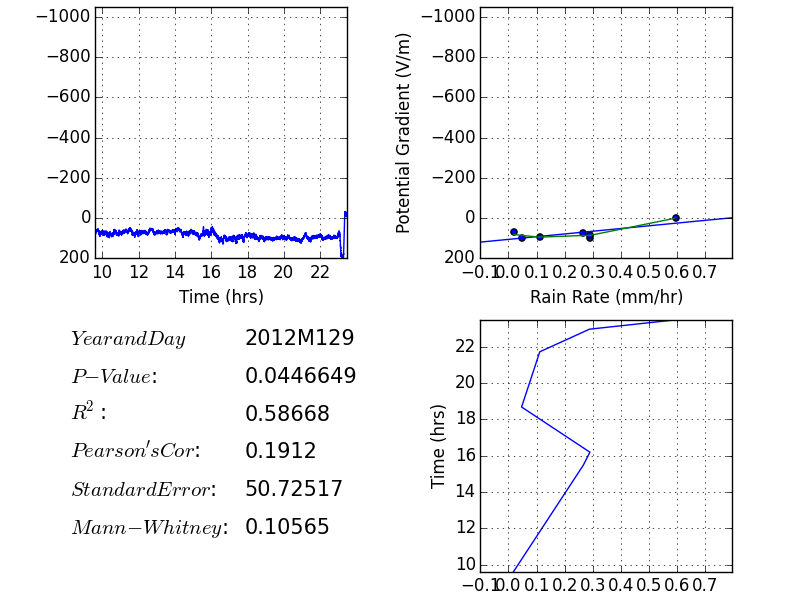 −1000
−800
−600
−400
−200
0
200
10 12 14 16 18 20 22
Time (hrs)
Potential Gradient (V/m)
−1000
−800
−600
−400
−200
0
200
−0.1 0.0 0.1 0.2 0.3 0.4 0.5 0.6 0.7
Rain Rate (mm/hr)
YearandDay 2012M129
P−Value: 0.0446649
R²: 0.58668
Pearson'sCor: 0.1912
StandardError: 50.72517
Mann−Whitney: 0.10565
Time (hrs)
22
20
18
16
14
12
10
−0.1 0.0 0.1 0.2 0.3 0.4 0.5 0.6 0.7